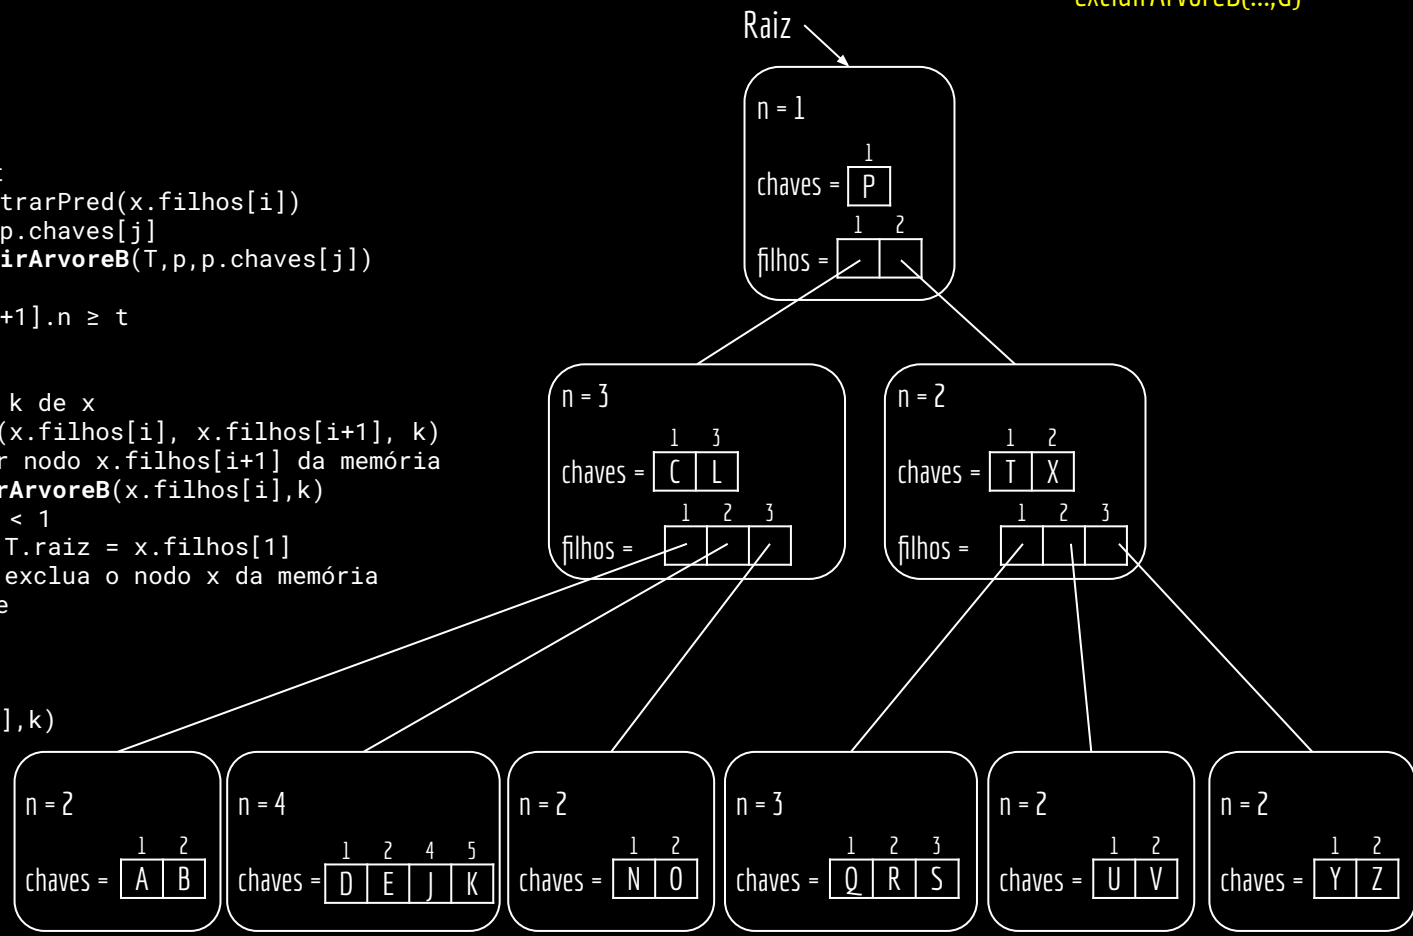 Raiz
n = 1
1
chaves = P
1 2
filhos =
trarPred(x.filhos[i])
p.chaves[j]
irArvoreB(T,p,p.chaves[j])
+1].n ≥ t
k de x
(x.filhos[i], x.filhos[i+1], k)
r nodo x.filhos[i+1] da memória
rArvoreB(x.filhos[i],k)
< 1
T.raiz = x.filhos[1]
exclua o nodo x da memória
e
],k)
n = 3
1 3
chaves = C L
1 2 3
filhos =
n = 2
1 2
chaves = T X
1 2 3
filhos =
n = 2
1 2
chaves = A B
n = 4
1 2 4 5
chaves = D E J K
n = 2
1 2
chaves = N O
n = 3
1 2 3
chaves = Q R S
n = 2
1 2
chaves = U V
n = 2
1 2
chaves = Y Z